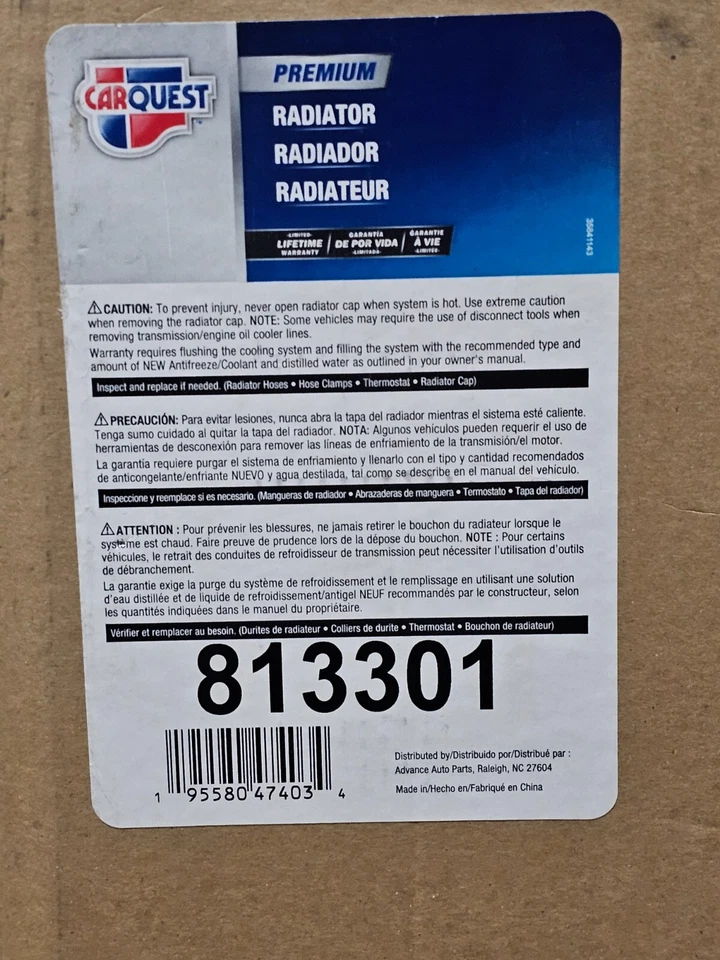 CARQUEST
PREMIUM
RADIATOR
RADIADOR
RADIATEUR
LIMITED LIFETIME WARRANTY
GARANTÍA DE POR VIDA LIMITADA
GARANTIE À VIE LIMITÉE
35841143
⚠CAUTION: To prevent injury, never open radiator cap when system is hot. Use extreme caution
when removing the radiator cap. NOTE: Some vehicles may require the use of disconnect tools when
removing transmission/engine oil cooler lines.
Warranty requires flushing the cooling system and filling the system with the recommended type and
amount of NEW Antifreeze/Coolant and distilled water as outlined in your owner's manual.
Inspect and replace if needed. (Radiator Hoses • Hose Clamps • Thermostat • Radiator Cap)
⚠PRECAUCIÓN: Para evitar lesiones, nunca abra la tapa del radiador mientras el sistema esté caliente.
Tenga sumo cuidado al quitar la tapa del radiador. NOTA: Algunos vehículos pueden requerir el uso de
herramientas de desconexión para remover las líneas de enfriamiento de la transmisión/el motor.
La garantía requiere purgar el sistema de enfriamiento y llenarlo con el tipo y cantidad recomendados
de anticongelante/enfriante NUEVO y agua destilada, tal como se describe en el manual del vehículo.
Inspeccione y reemplace si es necesario. (Mangueras de radiador • Abrazaderas de manguera • Termostato • Tapa del radiador)
⚠ATTENTION : Pour prévenir les blessures, ne jamais retirer le bouchon du radiateur lorsque le
système est chaud. Faire preuve de prudence lors de la dépose du bouchon. NOTE : Pour certains
véhicules, le retrait des conduites de refroidisseur de transmission peut nécessiter l'utilisation d'outils
de débranchement.
La garantie exige la purge du système de refroidissement et le remplissage en utilisant une solution
d'eau distillée et de liquide de refroidissement/antigel NEUF recommandés par le constructeur, selon
les quantités indiquées dans le manuel du propriétaire.
Vérifier et remplacer au besoin. (Durites de radiateur • Colliers de durite • Thermostat • Bouchon de radiateur)
813301
1 95580 47403 4
Distributed by/Distribuido por/Distribué par :
Advance Auto Parts, Raleigh, NC 27604
Made in/Hecho en/Fabriqué en China